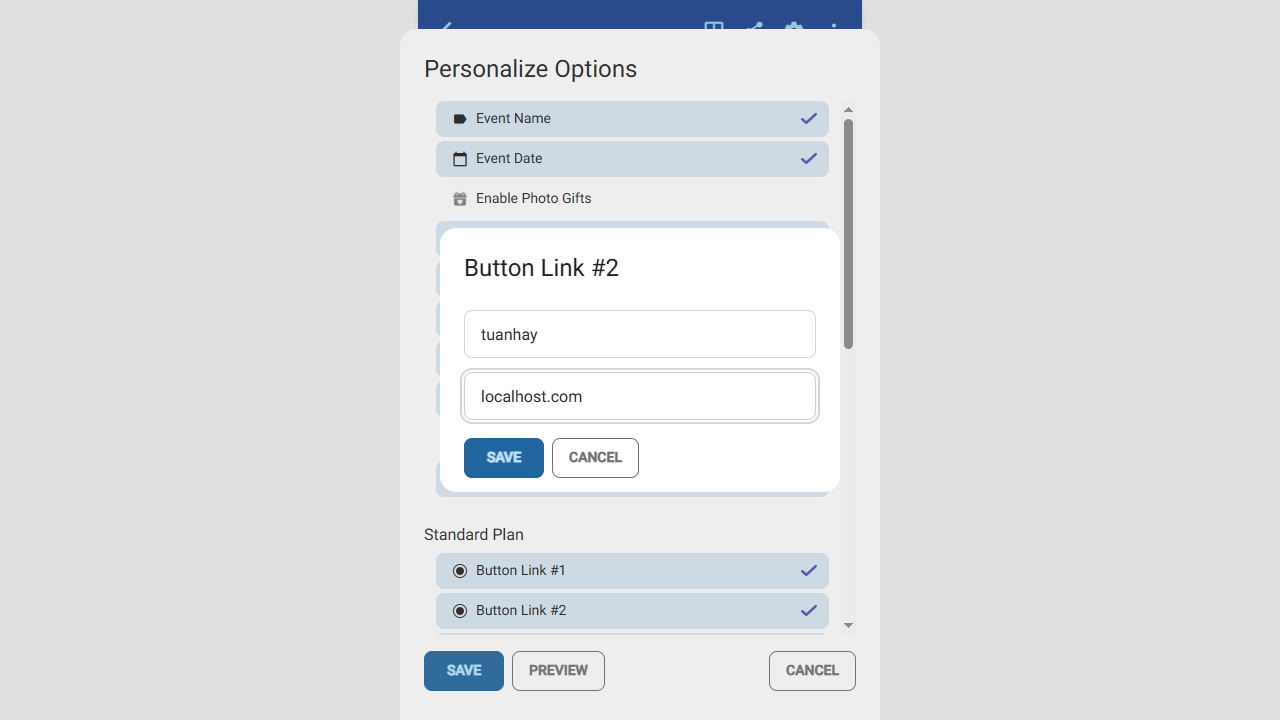 Personalize Options
Event Name
Event Date
Enable Photo Gifts
Button Link #2
tuanhay
localhost.com
SAVE
CANCEL
Standard Plan
Button Link #1
Button Link #2
SAVE
PREVIEW
CANCEL